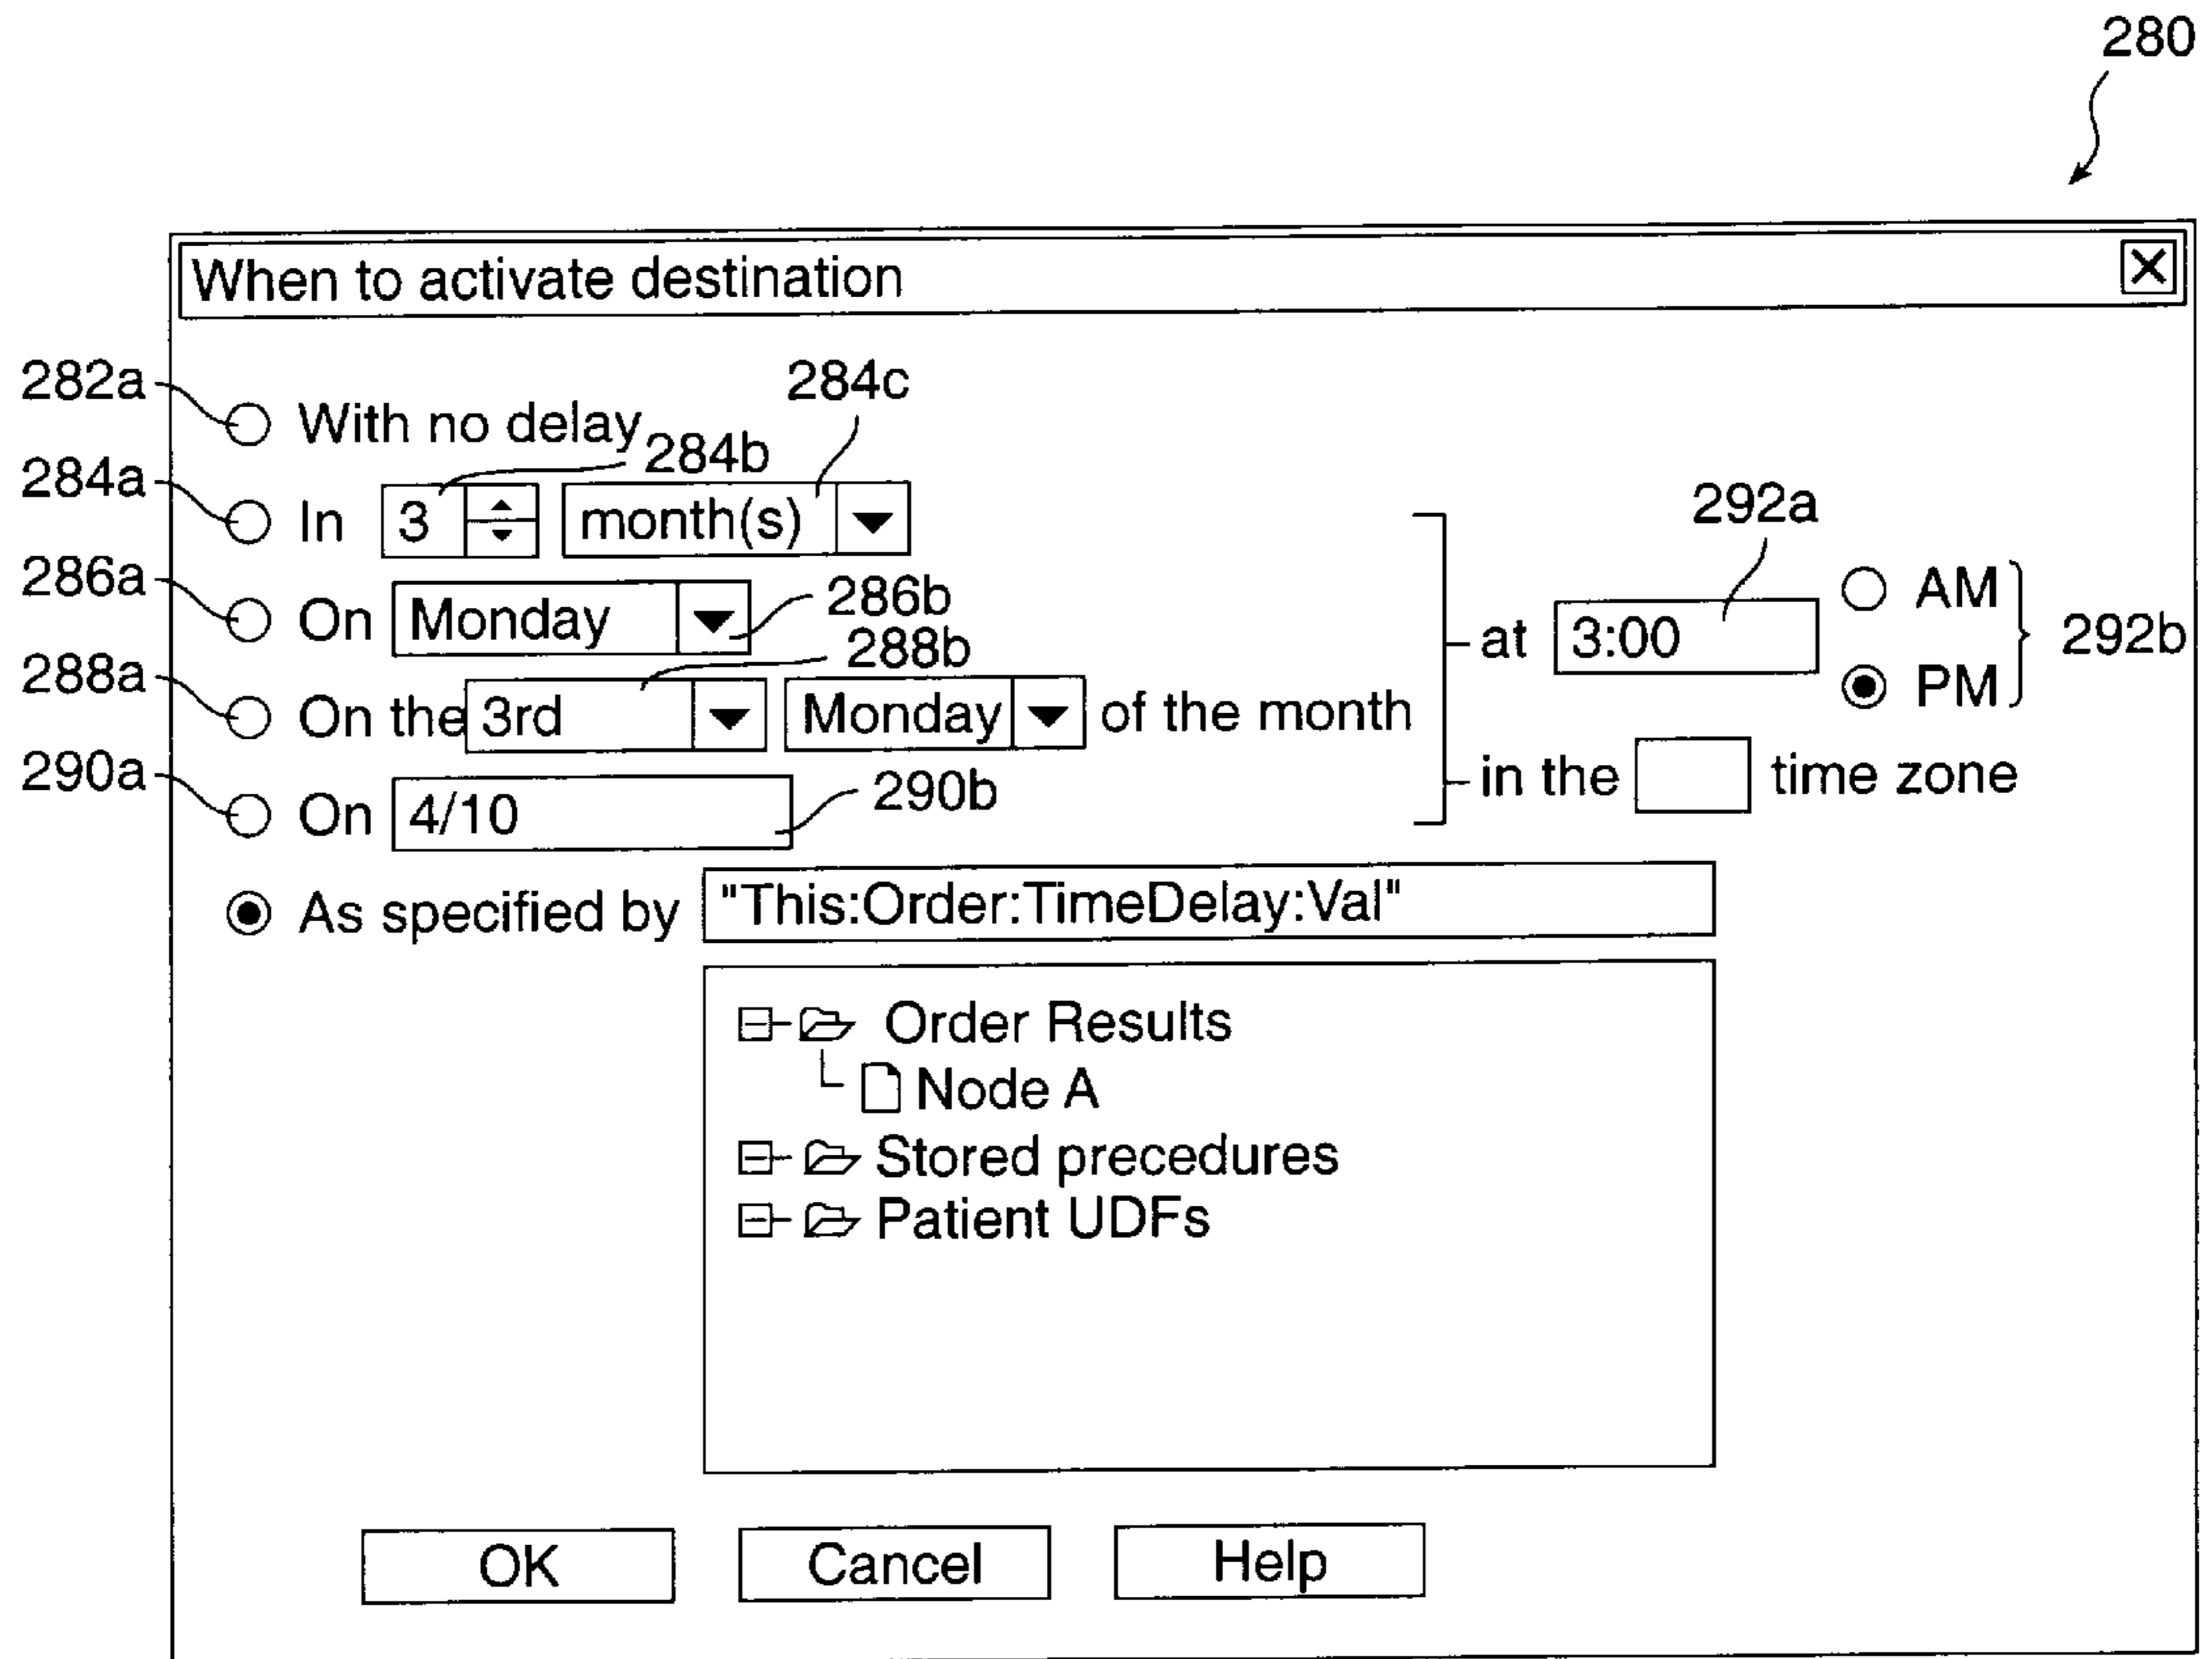 280
When to activate destination
282a
With no delay
284c
284b
284a
In 3 month(s)
292a
AM
286a
On Monday
286b
at 3:00
292b
288b
288a
On the 3rd Monday of the month
PM
290a
in the time zone
On 4/10
290b
As specified by "This:Order:TimeDelay:Val"
Order Results
Node A
Stored precedures
Patient UDFs
OK Cancel Help